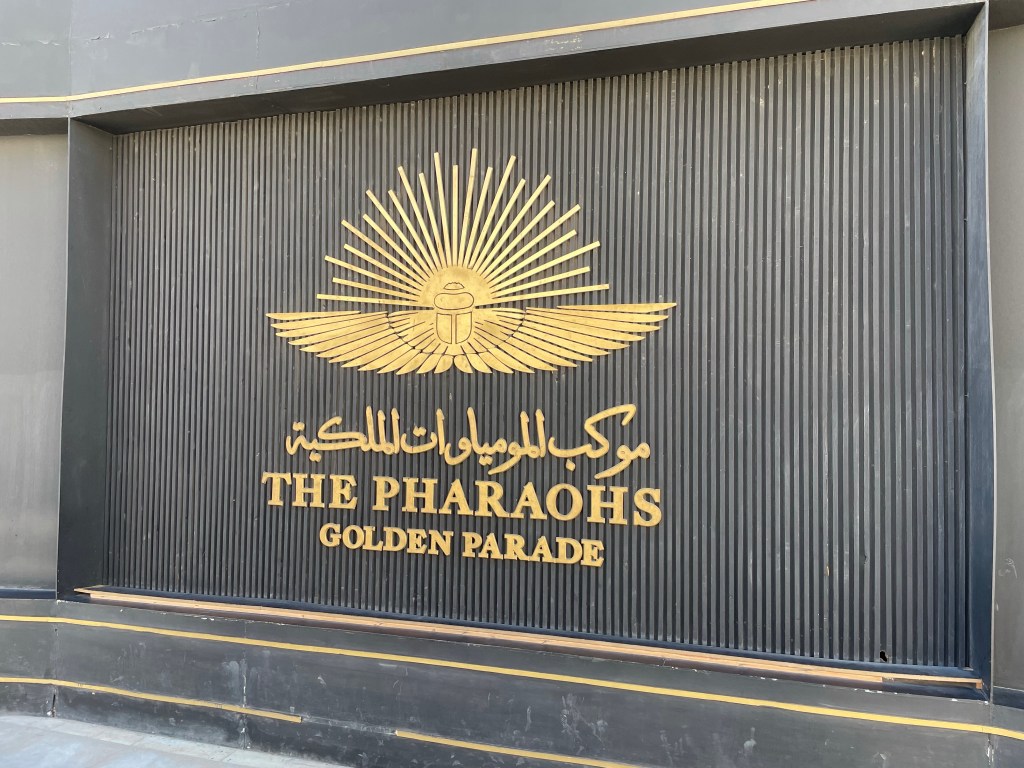 موكب المومياوات الملكية
THE PHARAOHS
GOLDEN PARADE